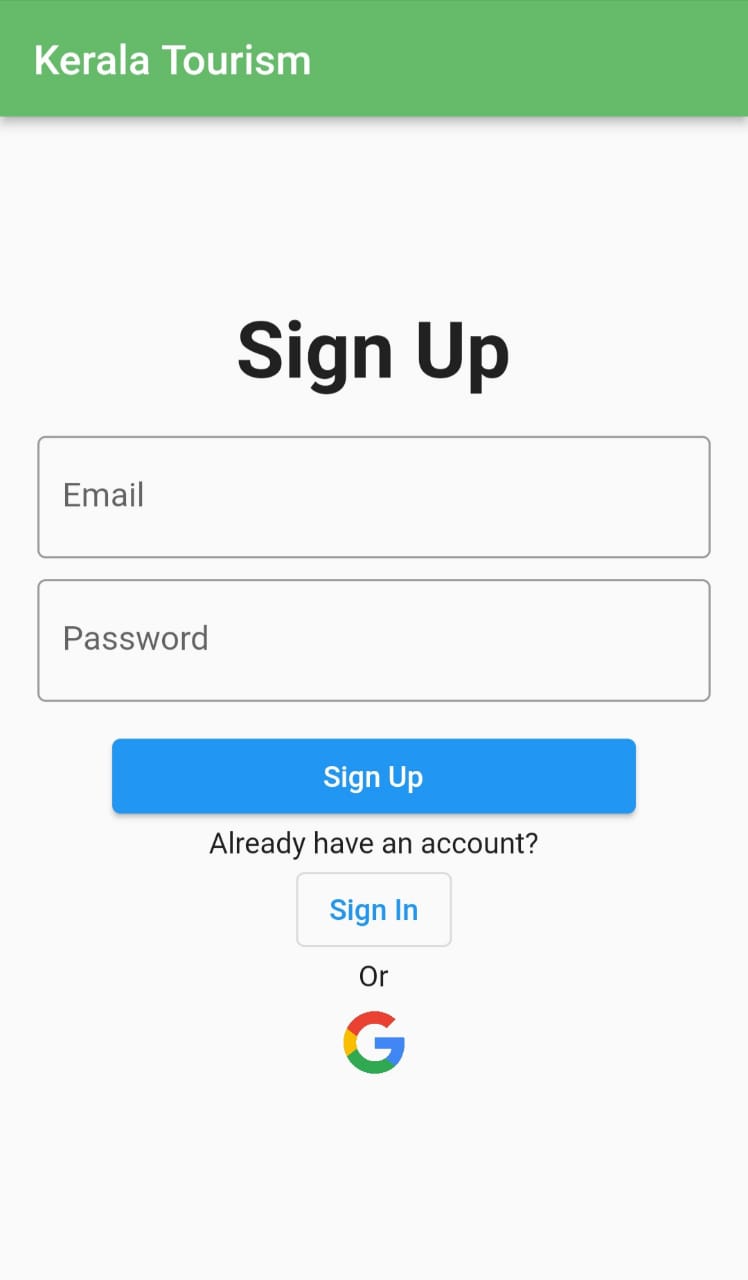 Kerala Tourism
Sign Up
Email
Password
Sign Up
Already have an account?
Sign In
Or
G